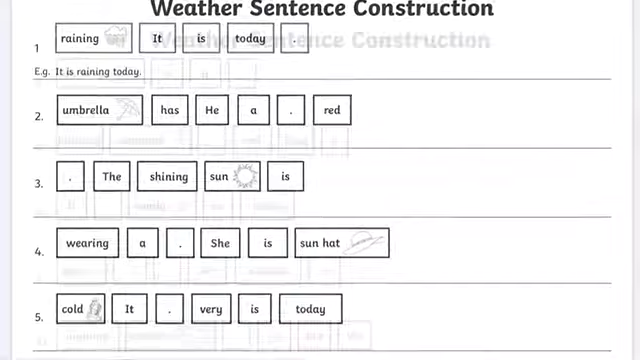 Weather Sentence Construction
1 raining It is today .
E.g. It is raining today.
2. umbrella has He a . red
3. . The shining sun is
4. wearing a . She is sun hat
5. cold It . very is today